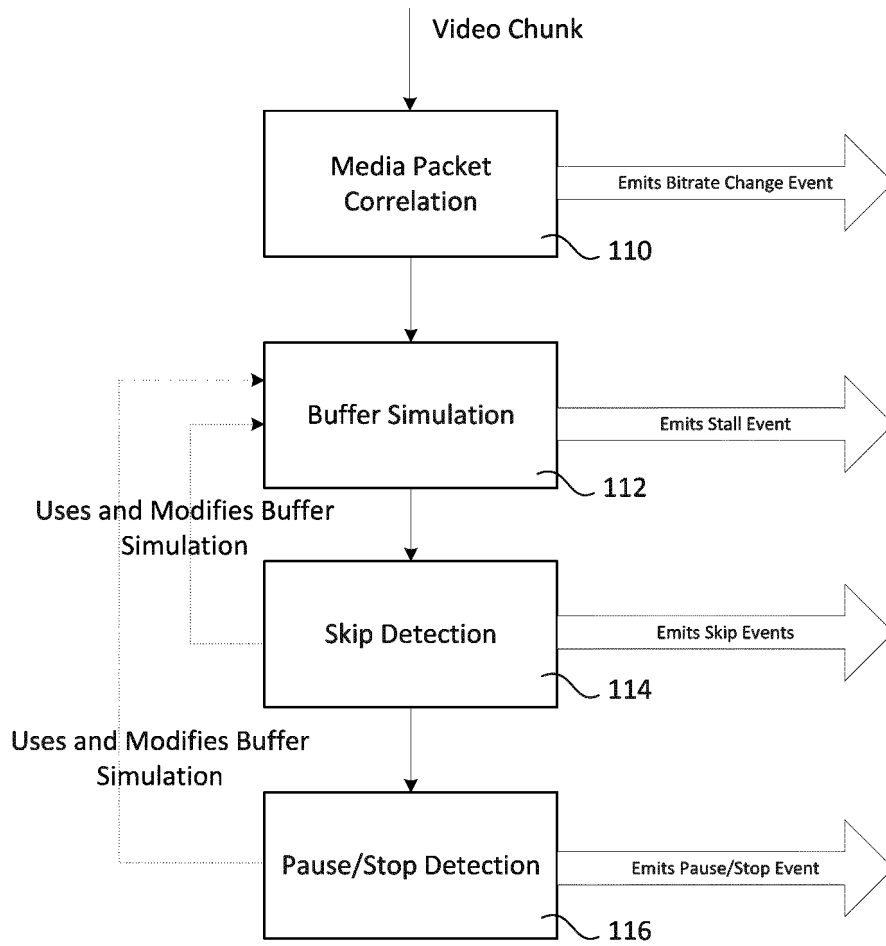 Video Chunk
Media Packet
Correlation
Emits Bitrate Change Event
110
Buffer Simulation
Emits Stall Event
112
Uses and Modifies Buffer
Simulation
Skip Detection
Emits Skip Events
114
Uses and Modifies Buffer
Simulation
Pause/Stop Detection
Emits Pause/Stop Event
116